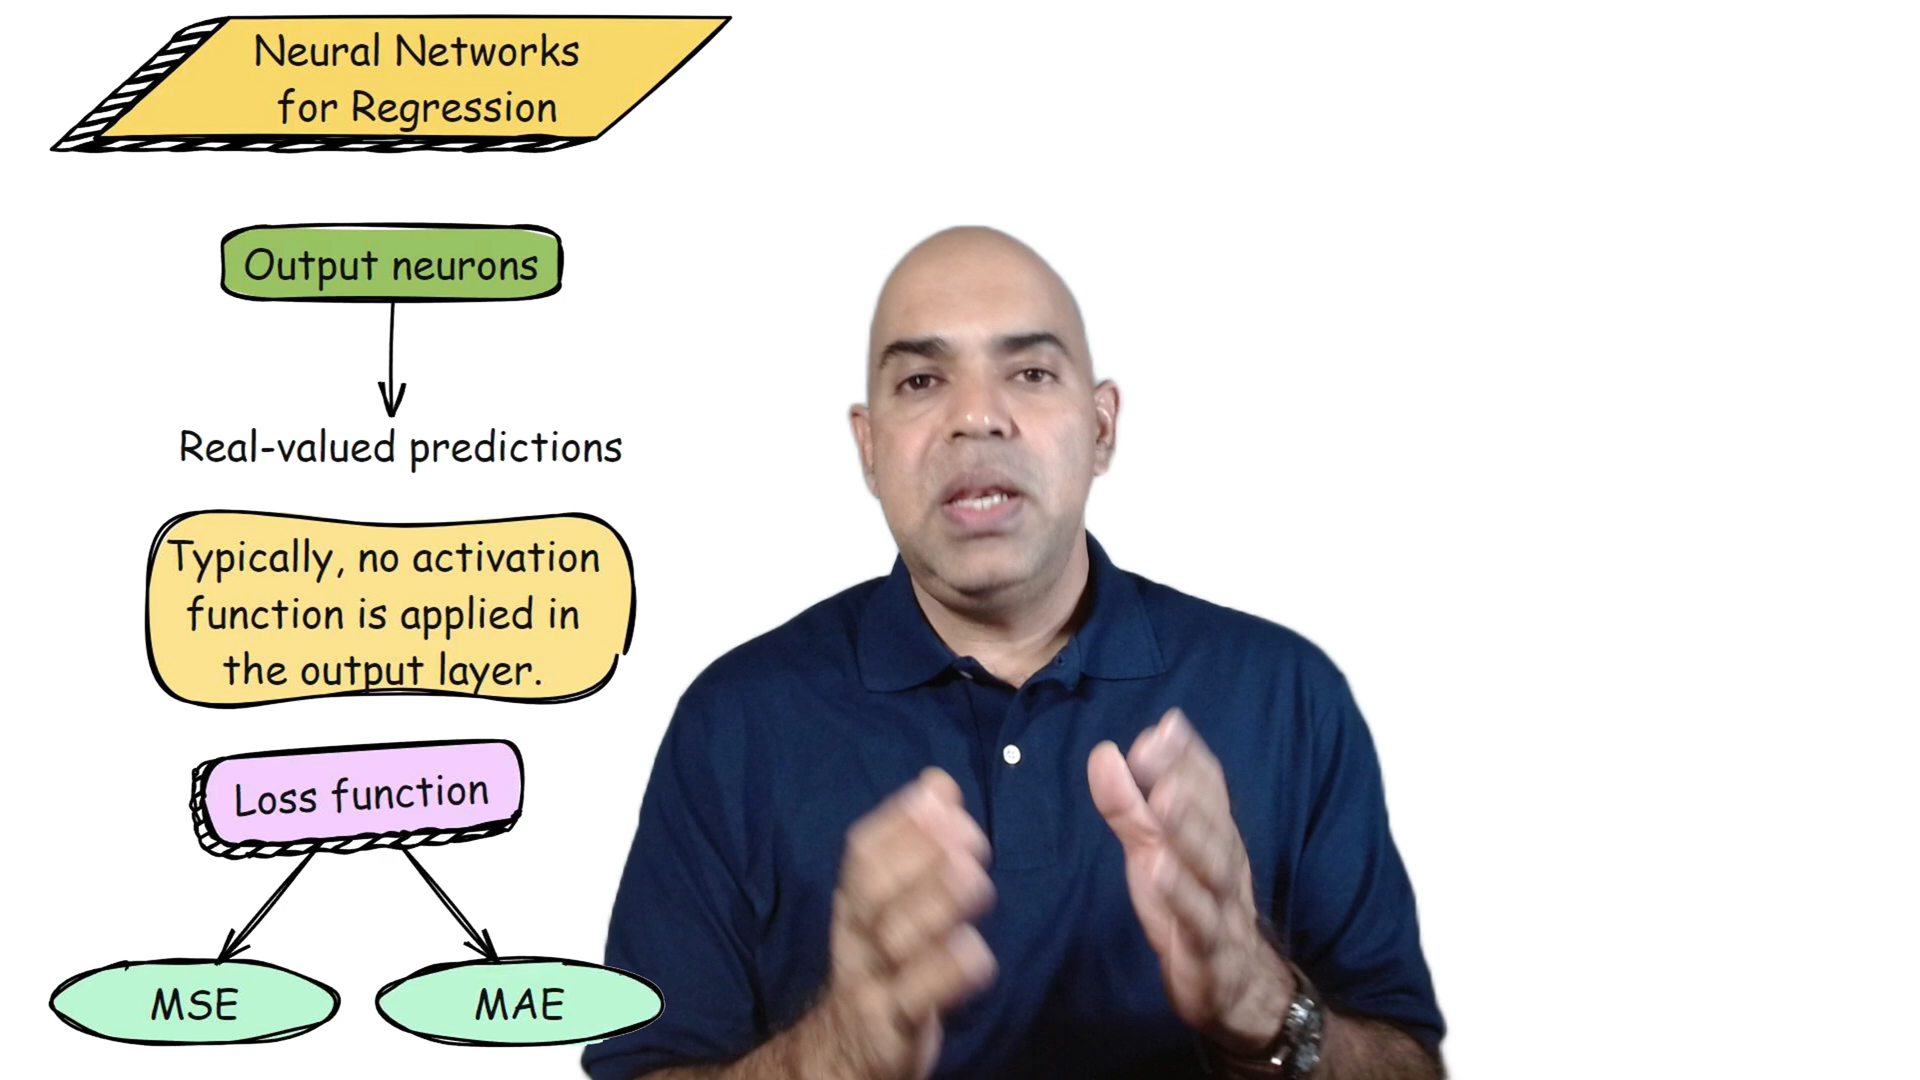 Neural Networks
for Regression
Output neurons
Real-valued predictions
Typically, no activation
function is applied in
the output layer.
Loss function
MSE
MAE